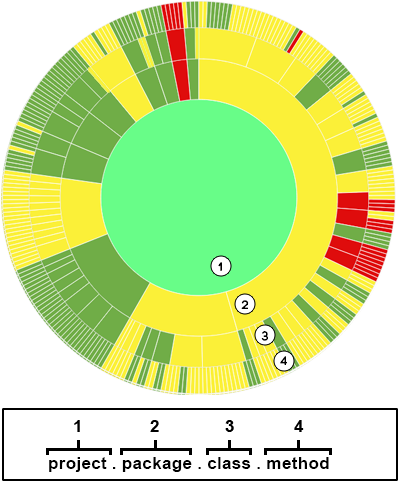 1
2
3
4
1 2 3 4
project . package . class . method